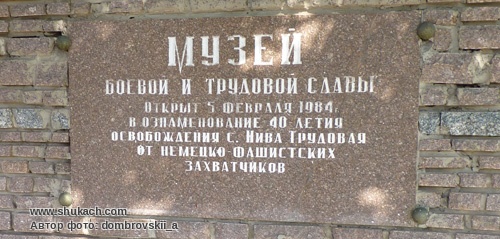 МУЗЕЙ
БОЕВОЙ И ТРУДОВОЙ СЛАВЫ
ОТКРЫТ 5 ФЕВРАЛЯ 1984г.
В ОЗНАМЕНОВАНИЕ 40-ЛЕТИЯ
ОСВОБОЖДЕНИЯ С. НИВА ТРУДОВАЯ
ОТ НЕМЕЦКО-ФАШИСТСКИХ
ЗАХВАТЧИКОВ
www.shukach.com
Автор фото: dombrovskii_a